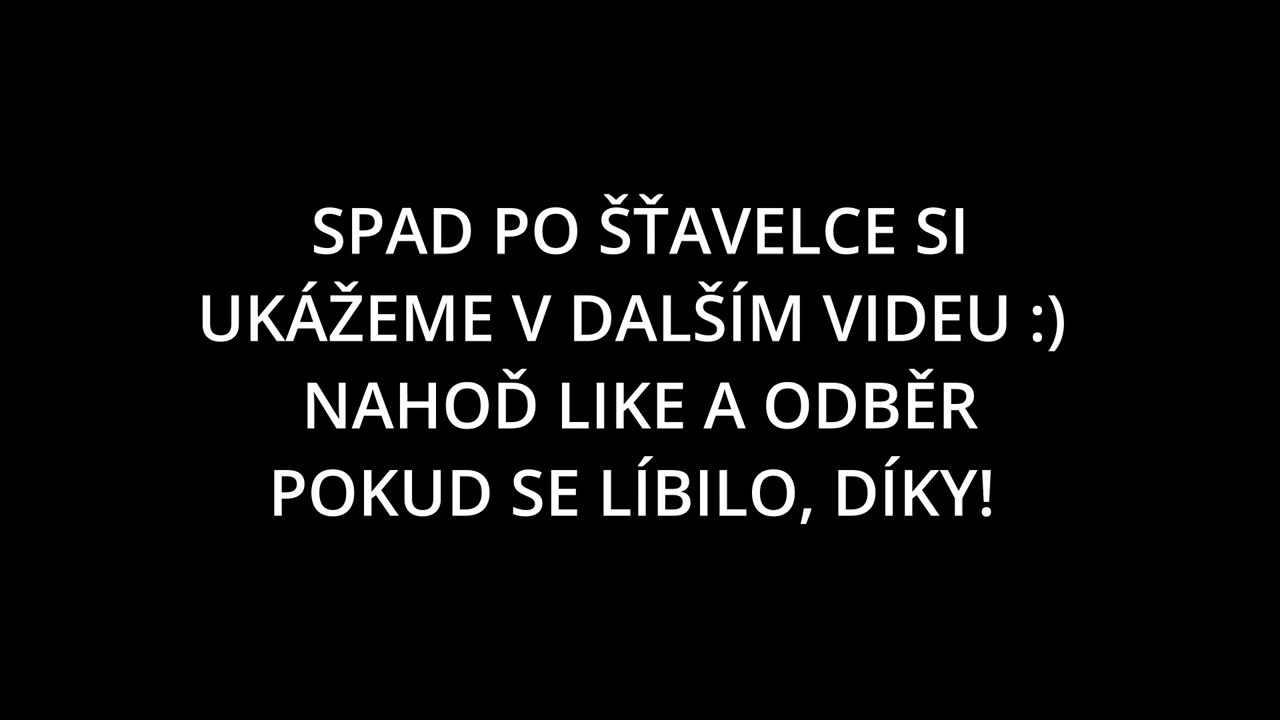 SPAD PO ŠŤAVELCE SI
UKÁŽEME V DALŠÍM VIDEU :)
NAHOĎ LIKE A ODBĚR
POKUD SE LÍBILO, DÍKY!